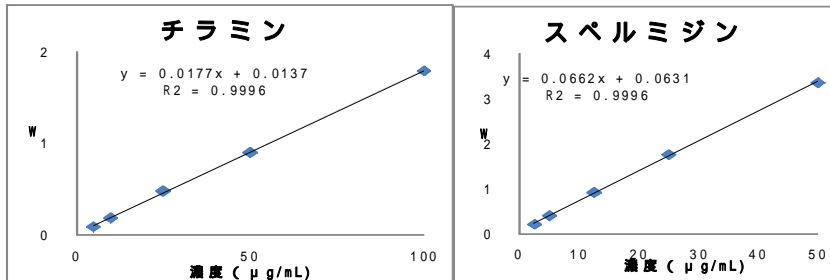 チラミン
y = 0.0177x + 0.0137
R2 = 0.9996
W
2
1
0
0 50 100
濃度( μg/mL)
スペルミジン
y = 0.0662x + 0.0631
R2 = 0.9996
W
4
3
2
1
0
0 10 20 30 40 50
濃度( μg/mL)